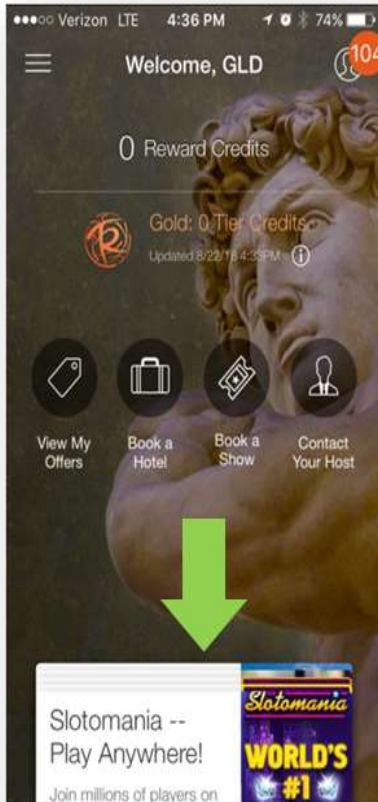 Verizon LTE 4:36 PM 74%
Welcome, GLD
104
0 Reward Credits
Gold: 0 Tier Credits
Updated 8/22/16 4:33PM
View My Offers
Book a Hotel
Book a Show
Contact Your Host
Slotomania --
Play Anywhere!
Join millions of players on
Slotomania
WORLD'S
#1